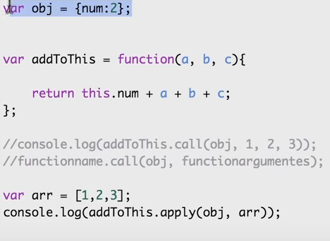 var obj = {num:2};
var addToThis = function(a, b, c){
return this.num + a + b + c;
};
//console.log(addToThis.call(obj, 1, 2, 3));
//functionname.call(obj, functionargumentes);
var arr = [1,2,3];
console.log(addToThis.apply(obj, arr));